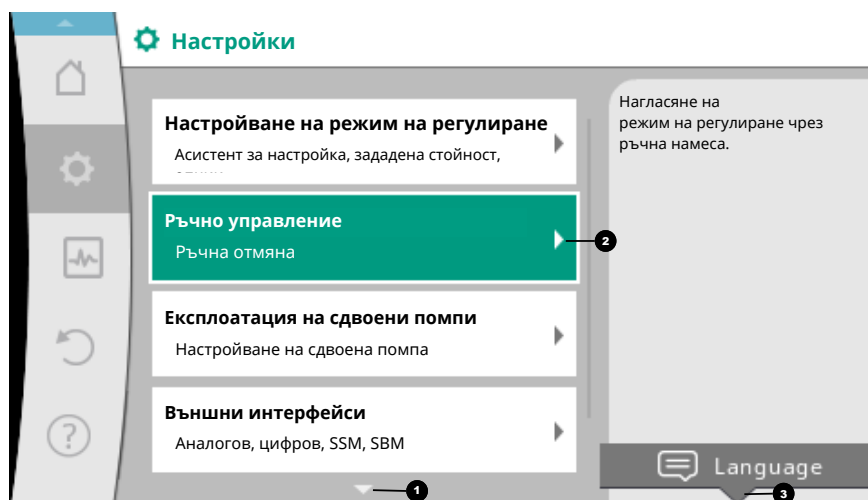 Настройки
Настройване на режим на регулиране
Асистент за настройка, зададена стойност,
Ръчно управление
Ръчна отмяна
Експлоатация на сдвоени помпи
Настройване на сдвоена помпа
Външни интерфейси
Аналогов, цифров, SSM, SBM
Нагласяне на
режим на регулиране чрез
ръчна намеса.
?
Language
1
2
3